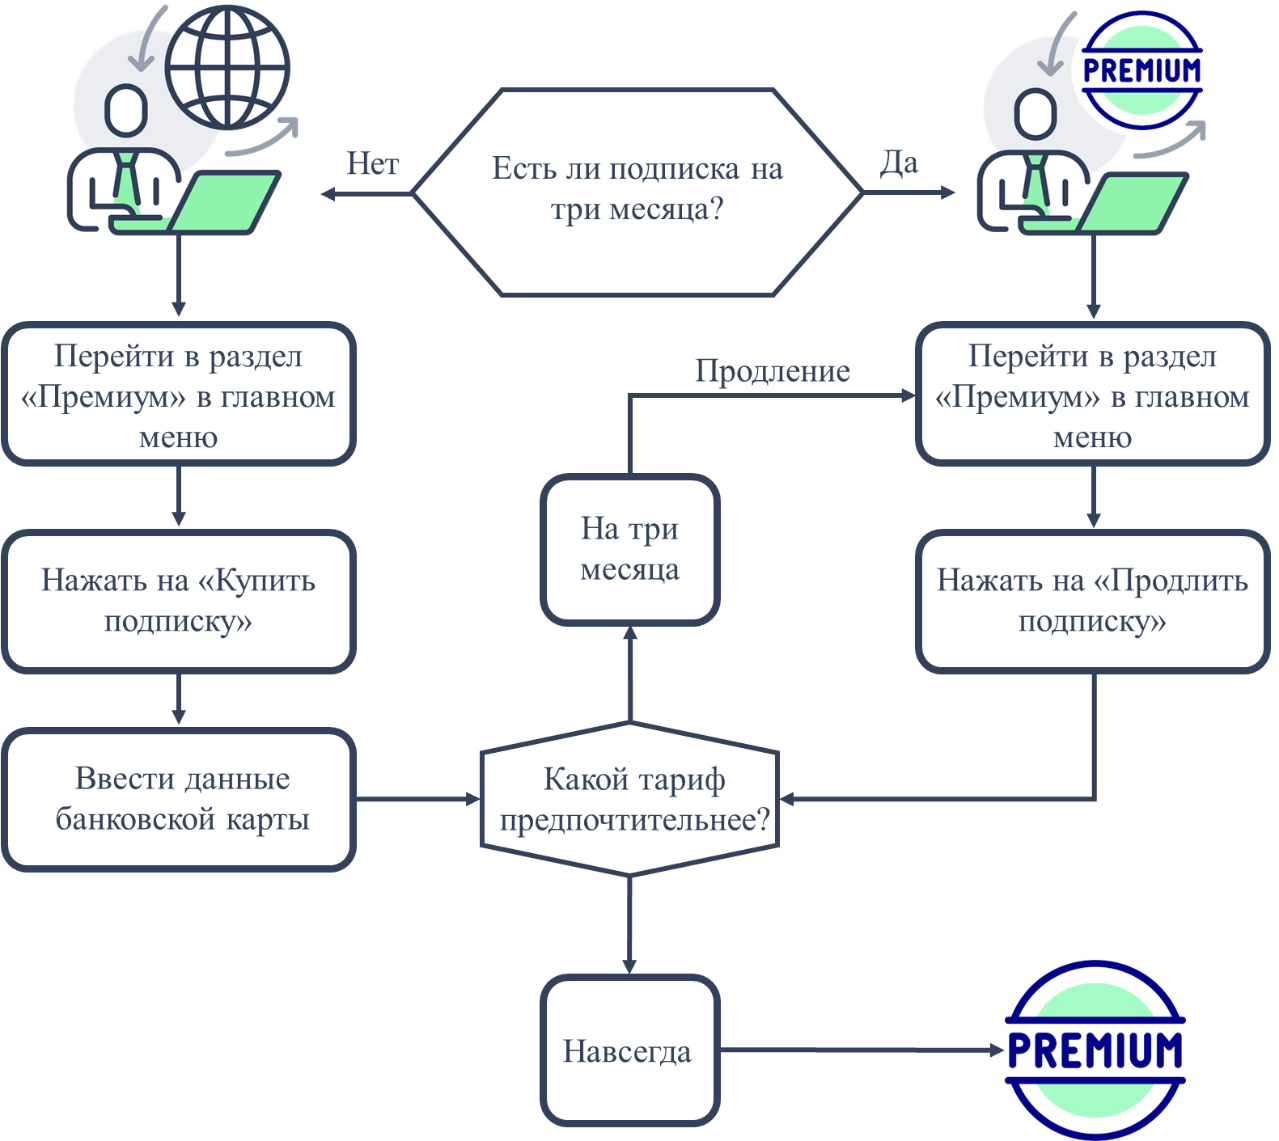 PREMIUM
Нет
Есть ли подписка на
три месяца?
Да
Перейти в раздел
«Премиум» в главном
меню
Продление
Перейти в раздел
«Премиум» в главном
меню
На три
месяца
Нажать на «Купить
подписку»
Нажать на «Продлить
подписку»
Ввести данные
банковской карты
Какой тариф
предпочтительнее?
Навсегда
PREMIUM